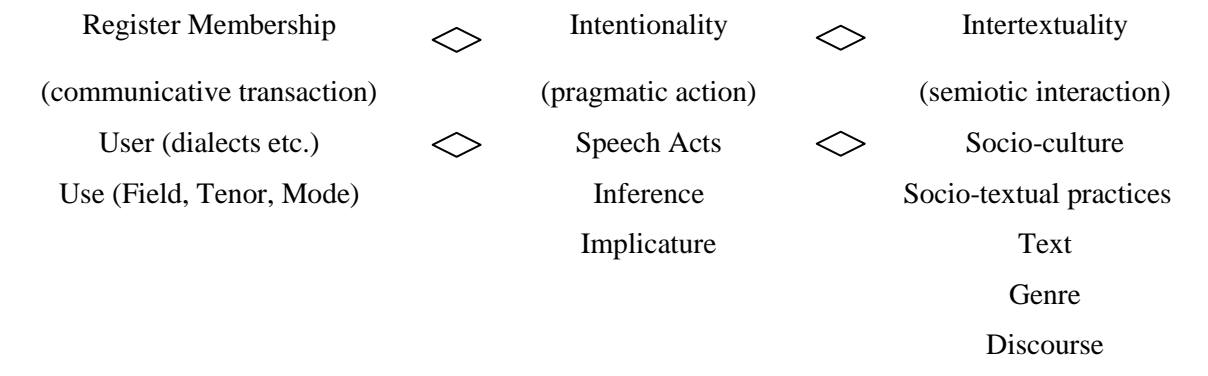 Register Membership Intentionality Intertextuality
(communicative transaction) (pragmatic action) (semiotic interaction)
User (dialects etc.) Speech Acts Socio-culture
Use (Field, Tenor, Mode) Inference Socio-textual practices
Implicature Text
Genre
Discourse